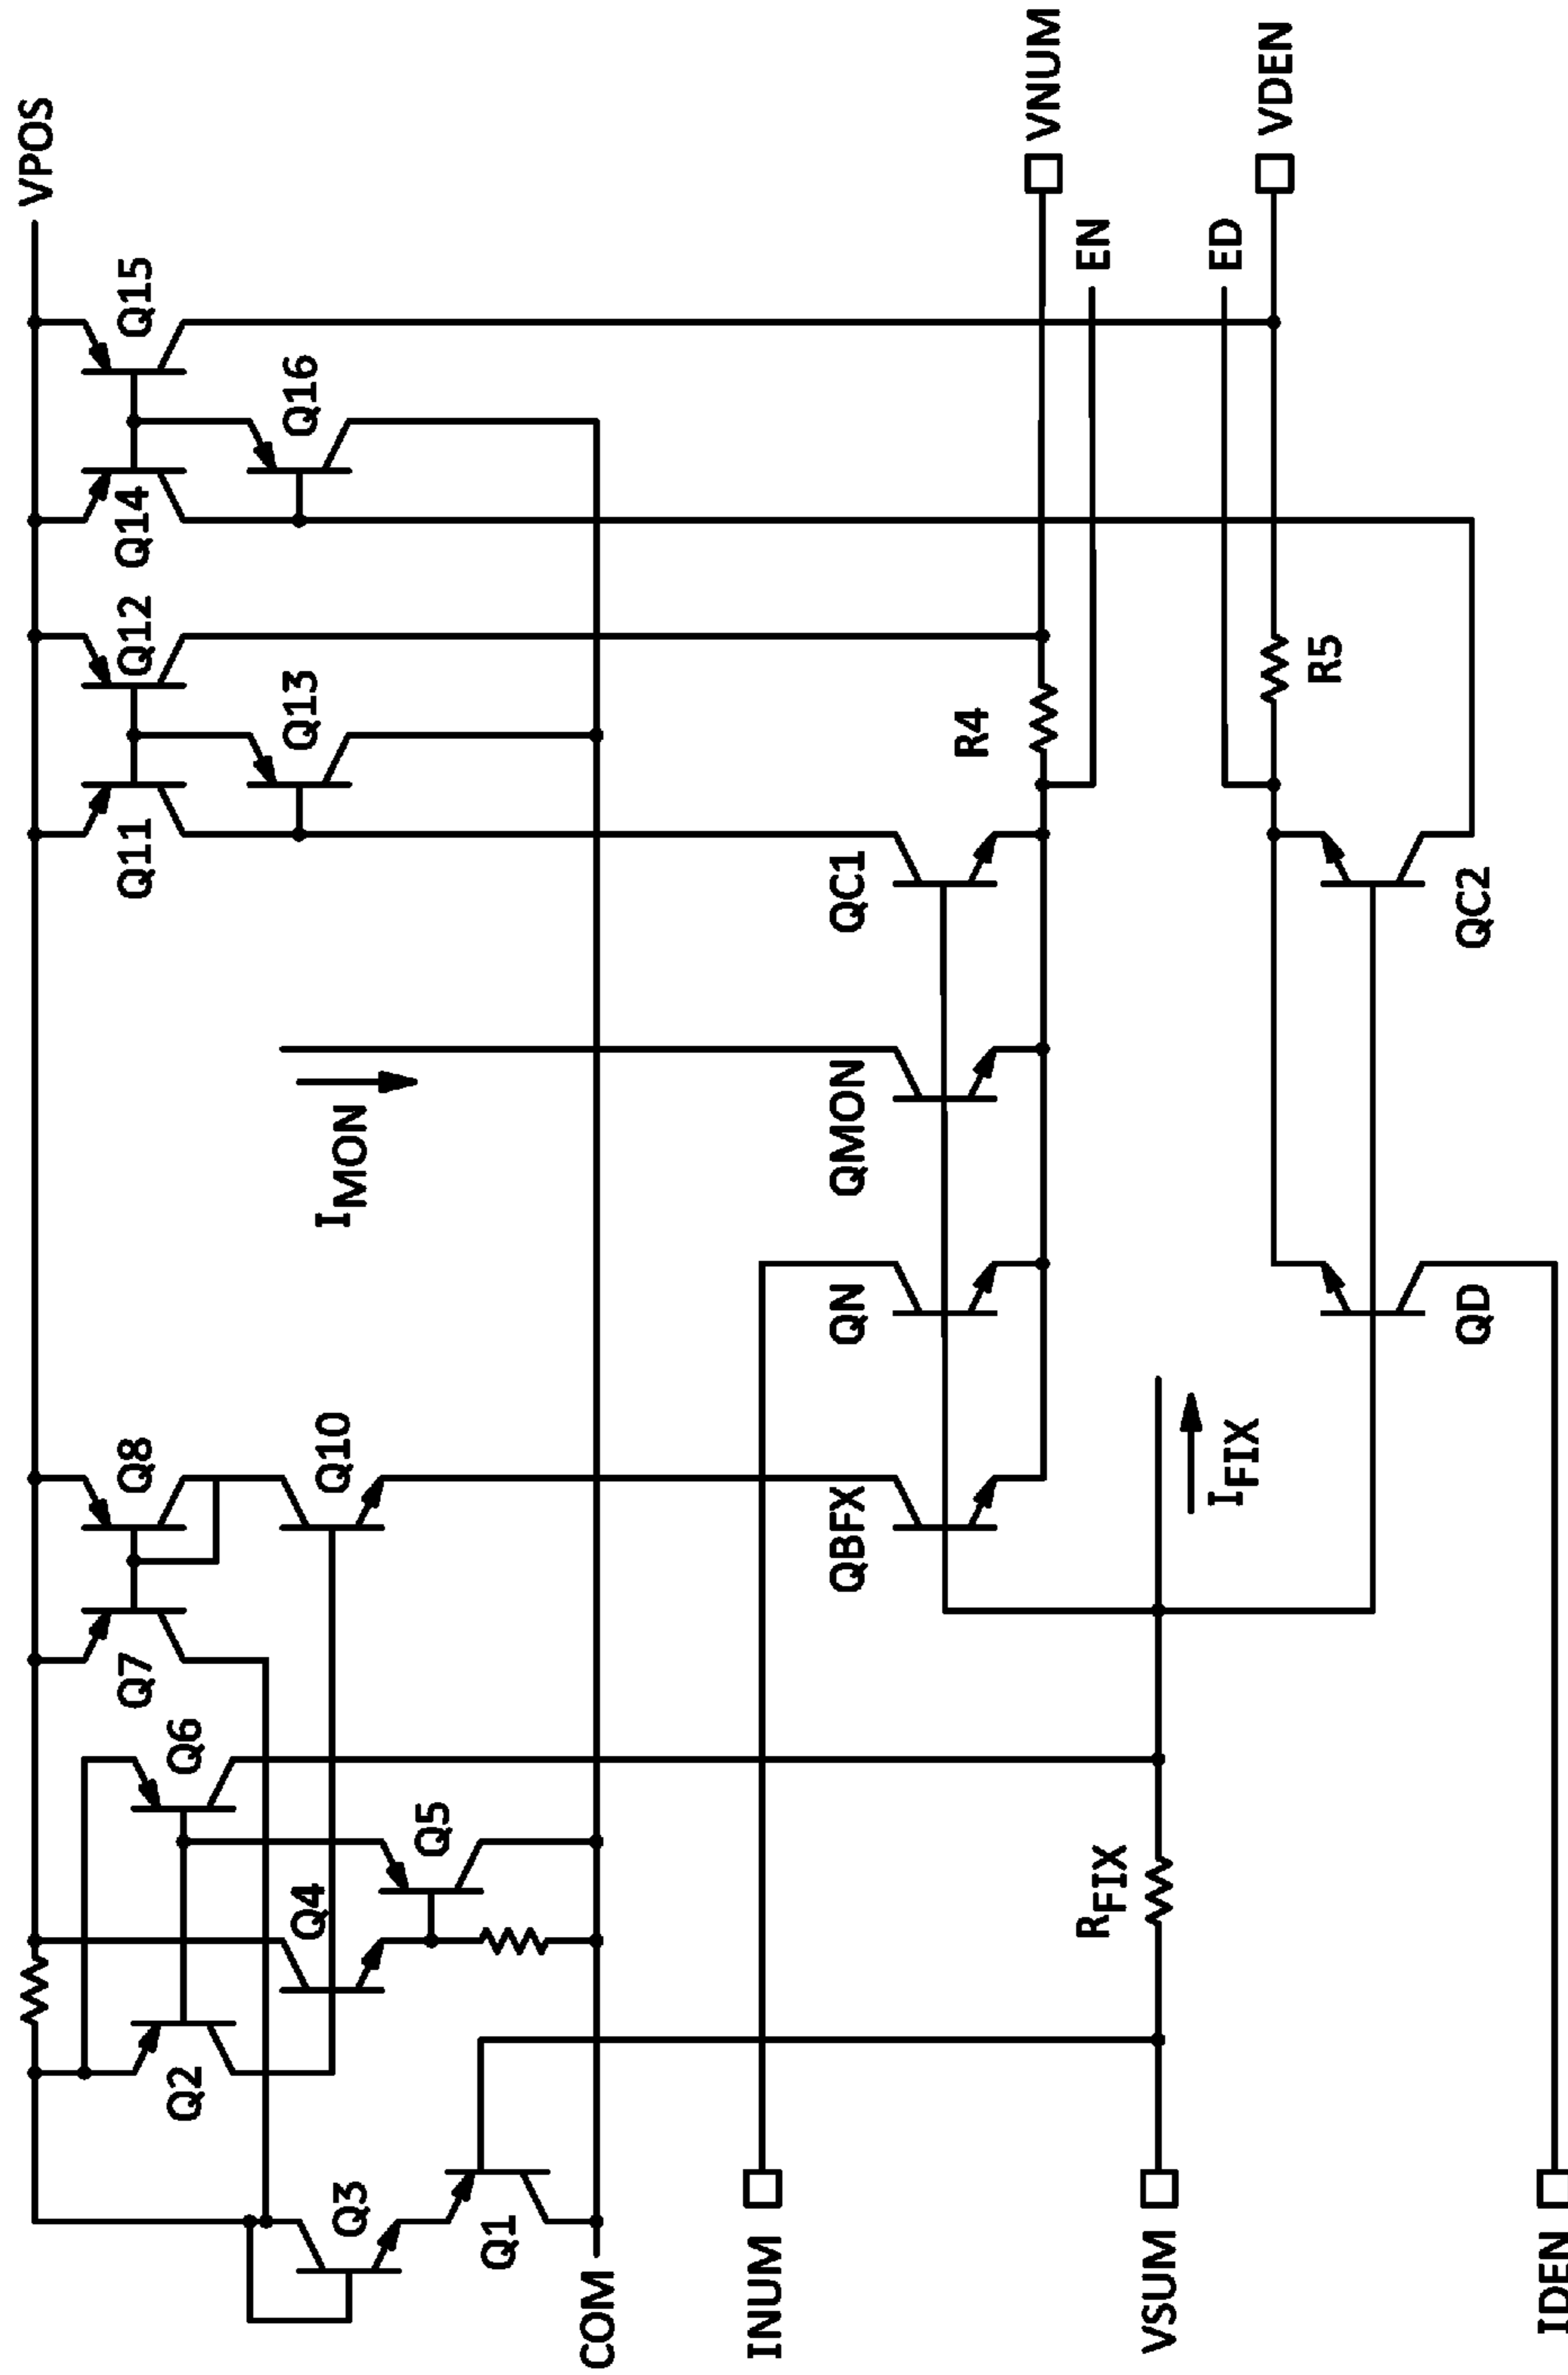 VPOS
Q2
Q6
Q7
Q8
Q11
Q12
Q14
Q15
Q3
Q4
Q10
Q13
Q16
Q1
Q5
IMON
COM
INUM
QBFX
QN
QMON
QC1
R4
VNUM
EN
VSUM
RFIX
IFIX
ED
VDEN
R5
QD
QC2
IDEN